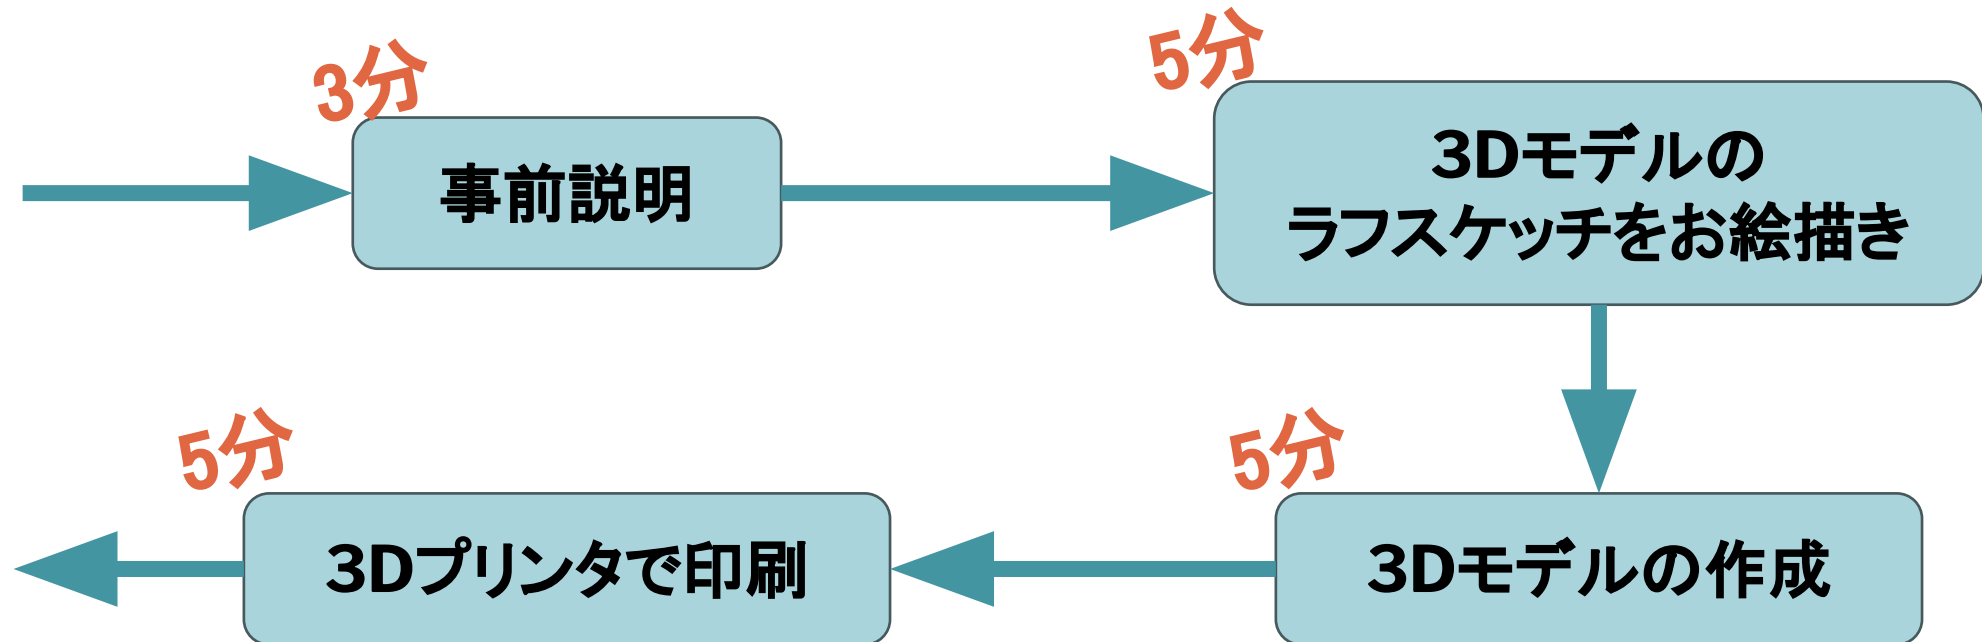 3分
事前説明
5分
3Dモデルの
ラフスケッチをお絵描き
5分
3Dモデルの作成
5分
3Dプリンタで印刷